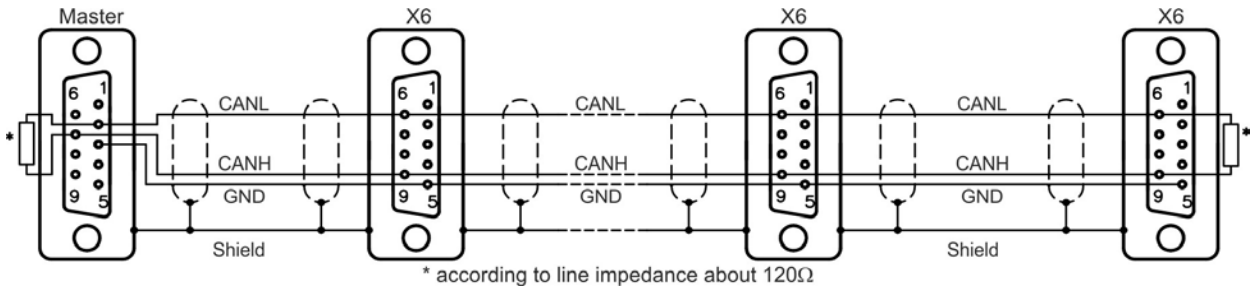 Master X6 X6 X6
6 1 6 1 6 1 6 1
CANL CANL CANL
* *
CANH CANH CANH
GND GND GND
9 5 9 5 9 5 9 5
Shield Shield
* according to line impedance about 120Ω